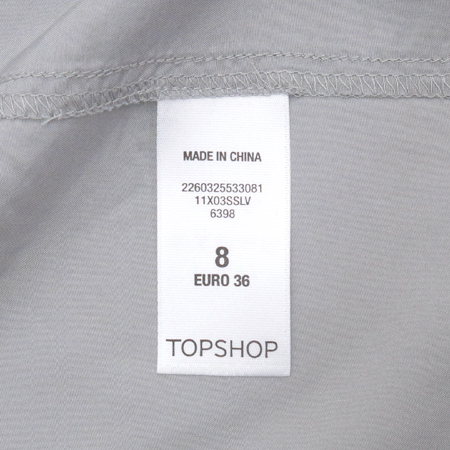 MADE IN CHINA
2260325533081
11X03SSLV
6398
8
EURO 36
TOPSHOP